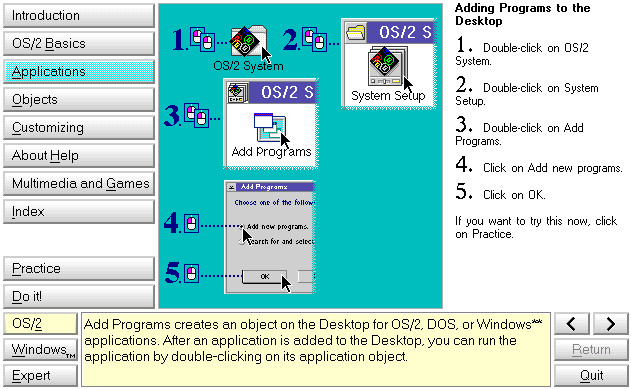 Introduction
OS/2 Basics
Applications
Objects
Customizing
About Help
Multimedia and Games
Index
Practice
Do it!
OS/2
Windows™
Expert
1.
OS/2 System
2.
OS/2 S
System Setup
3.
OS/2 S
Add Programs
Add Programs
Choose one of the follow
4.
Add new programs.
Search for and selec
5.
OK
Adding Programs to the
Desktop
1. Double-click on OS/2
System.
2. Double-click on System
Setup.
3. Double-click on Add
Programs.
4. Click on Add new programs.
5. Click on OK.
If you want to try this now, click
on Practice.
Add Programs creates an object on the Desktop for OS/2, DOS, or Windows**
applications. After an application is added to the Desktop, you can run the
application by double-clicking on its application object.
Return
Quit